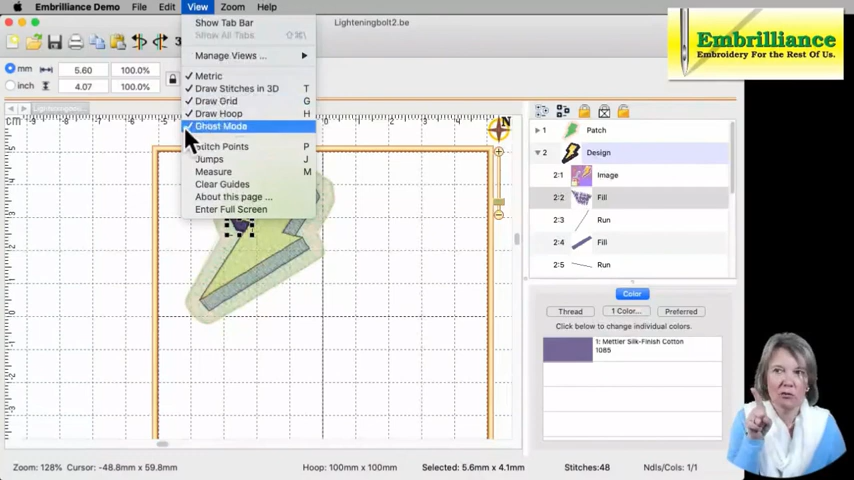 Embrilliance Demo File Edit View Zoom Help
Show Tab Bar
Show All Tabs
Lighteningbolt2.be
Embrilliance
Embroidery For the Rest Of Us.
Manage Views ...
mm 5.60 100.0%
inch 4.07 100.0%
✓ Metric
✓ Draw Stitches in 3D T
✓ Draw Grid G
✓ Draw Hoop H
✓ Ghost Mode
Stitch Points P
Jumps J
Measure M
Clear Guides
About this page ...
Enter Full Screen
cm
N
1 Patch
2 Design
2:1 Image
2:2 Fill
2:3 Run
2:4 Fill
2:5 Run
Color
Thread 1 Color... Preferred
Click below to change individual colors.
1: Mettler Silk-Finish Cotton
1085
Zoom: 128% Cursor: -48.8mm x 59.8mm Hoop: 100mm x 100mm Selected: 5.6mm x 4.1mm Stitches:48 Ndls/Cols: 1/1